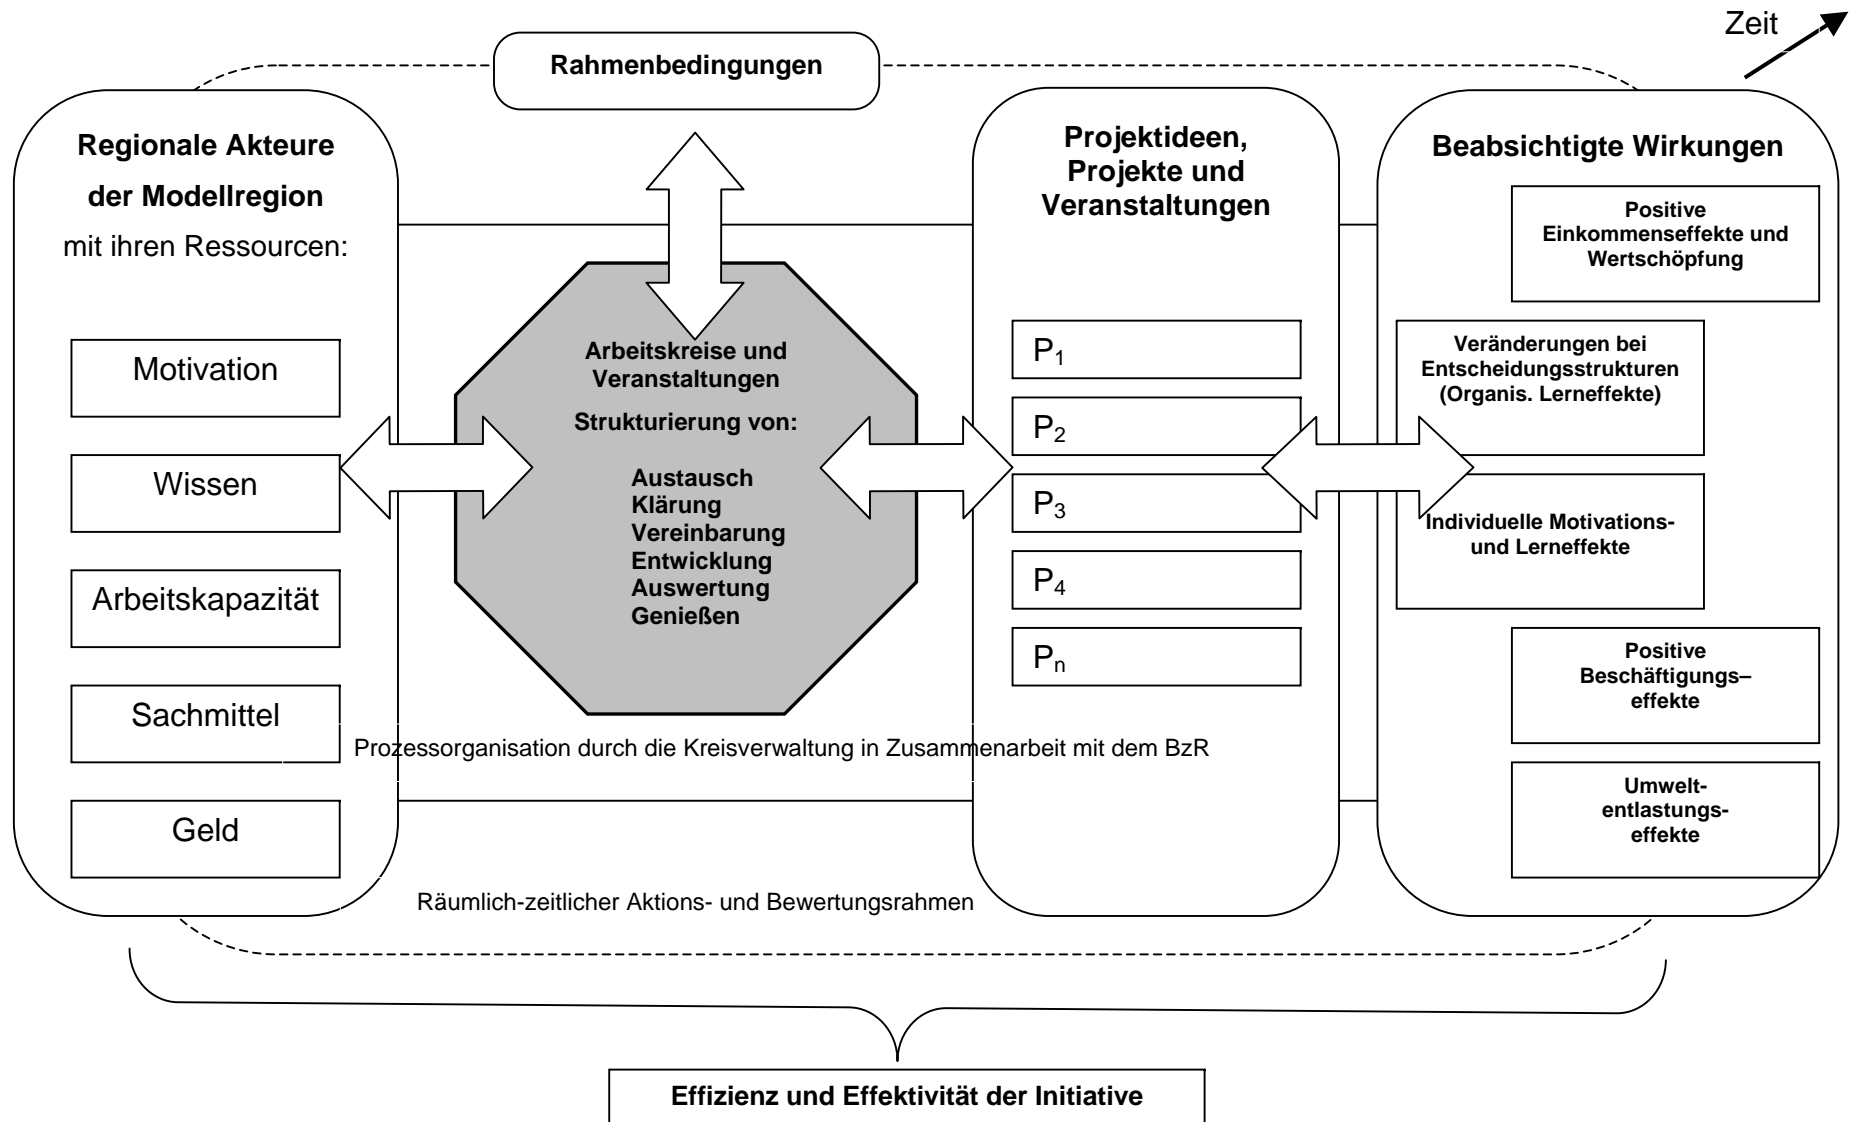 Zeit
Rahmenbedingungen
Regionale Akteure
der Modellregion
mit ihren Ressourcen:
Motivation
Wissen
Arbeitskapazität
Sachmittel
Geld
Arbeitskreise und
Veranstaltungen
Strukturierung von:
Austausch
Klärung
Vereinbarung
Entwicklung
Auswertung
Genießen
Projektideen,
Projekte und
Veranstaltungen
P₁
P₂
P₃
P₄
Pₙ
Beabsichtigte Wirkungen
Positive
Einkommenseffekte und
Wertschöpfung
Veränderungen bei
Entscheidungsstrukturen
(Organis. Lerneffekte)
Individuelle Motivations-
und Lerneffekte
Positive
Beschäftigungs–
effekte
Umwelt-
entlastungs-
effekte
Prozessorganisation durch die Kreisverwaltung in Zusammenarbeit mit dem BzR
Räumlich-zeitlicher Aktions- und Bewertungsrahmen
Effizienz und Effektivität der Initiative